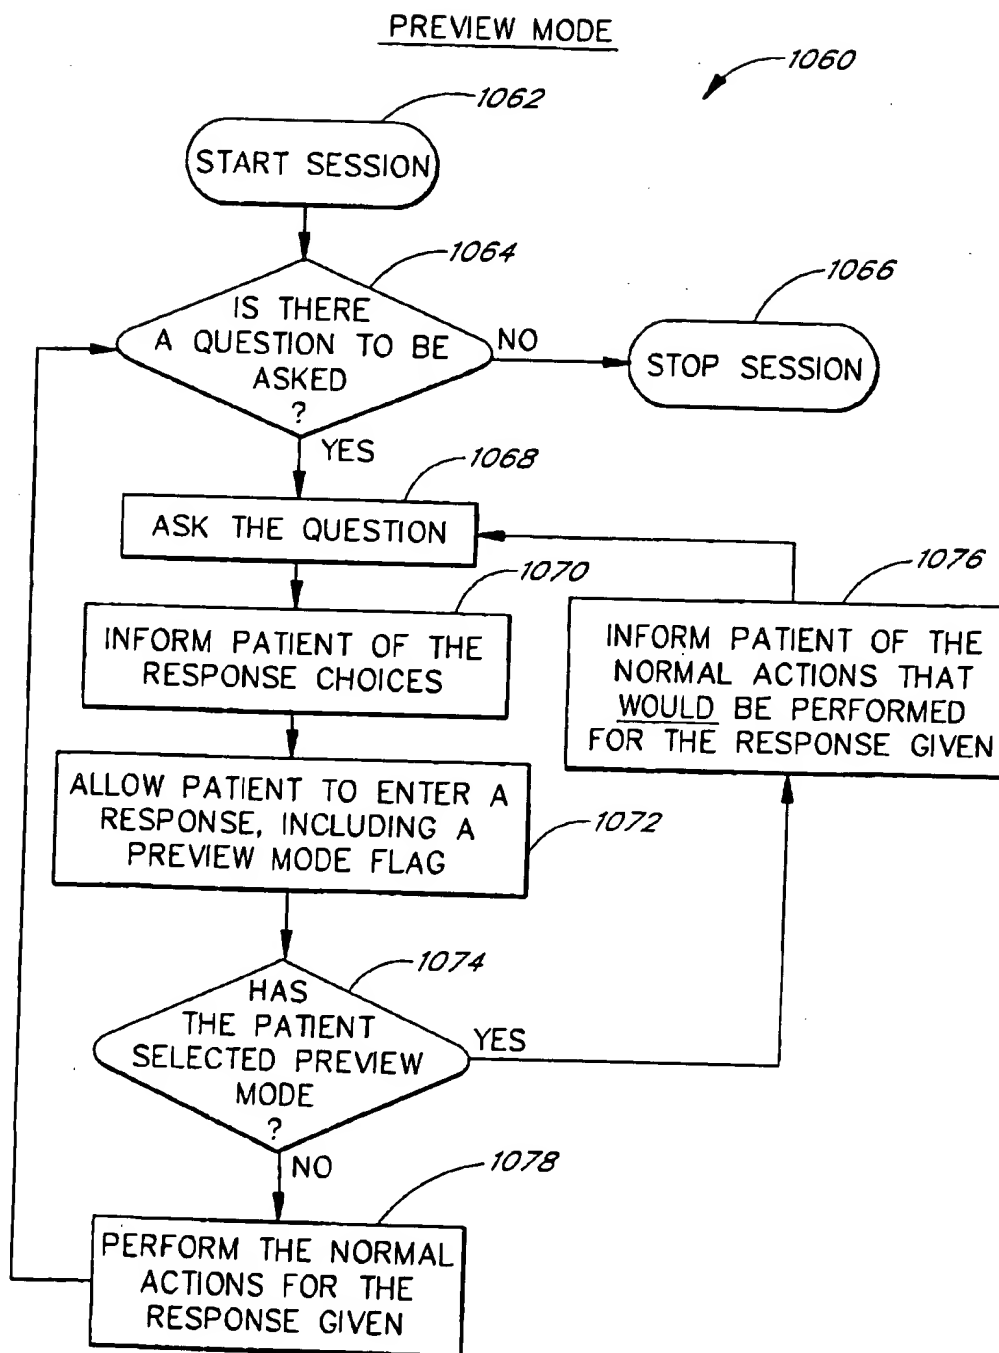 PREVIEW MODE
1060
1062
START SESSION
1064
IS THERE
A QUESTION TO BE
ASKED
?
NO
1066
STOP SESSION
YES
1068
ASK THE QUESTION
1070
INFORM PATIENT OF THE
RESPONSE CHOICES
1076
INFORM PATIENT OF THE
NORMAL ACTIONS THAT
WOULD BE PERFORMED
FOR THE RESPONSE GIVEN
ALLOW PATIENT TO ENTER A
RESPONSE, INCLUDING A
PREVIEW MODE FLAG
1072
1074
HAS
THE PATIENT
SELECTED PREVIEW
MODE
?
YES
NO
1078
PERFORM THE NORMAL
ACTIONS FOR THE
RESPONSE GIVEN